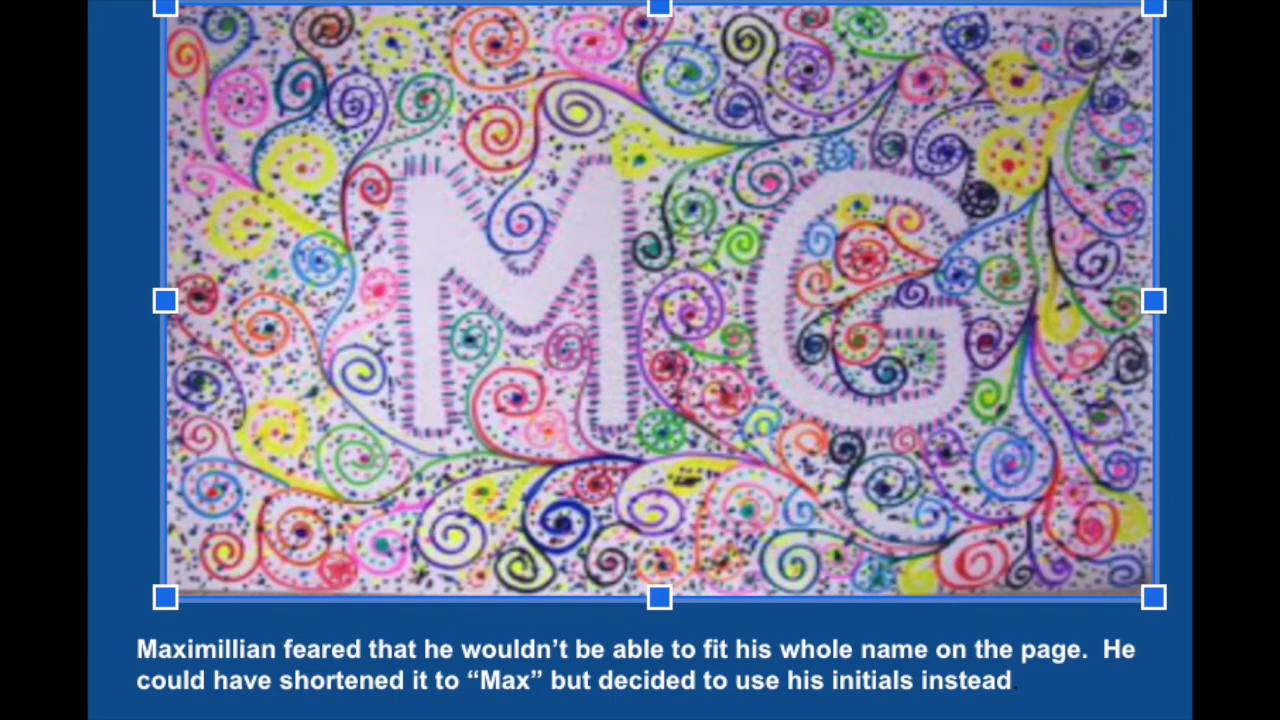 MG
Maximillian feared that he wouldn’t be able to fit his whole name on the page.  He
could have shortened it to “Max” but decided to use his initials instead.